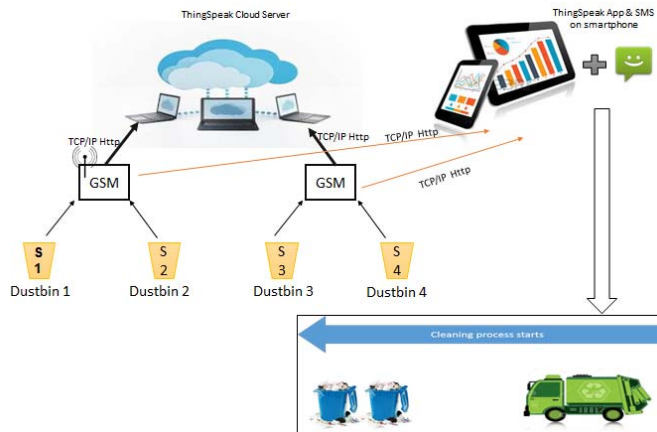 ThingSpeak Cloud Server
ThingSpeak App & SMS
on smartphone
TCP/IP Http
TCP/IP Http
TCP/IP Http
TCP/IP Http
GSM
GSM
S
1
S
2
S
3
S
4
Dustbin 1
Dustbin 2
Dustbin 3
Dustbin 4
Cleaning process starts